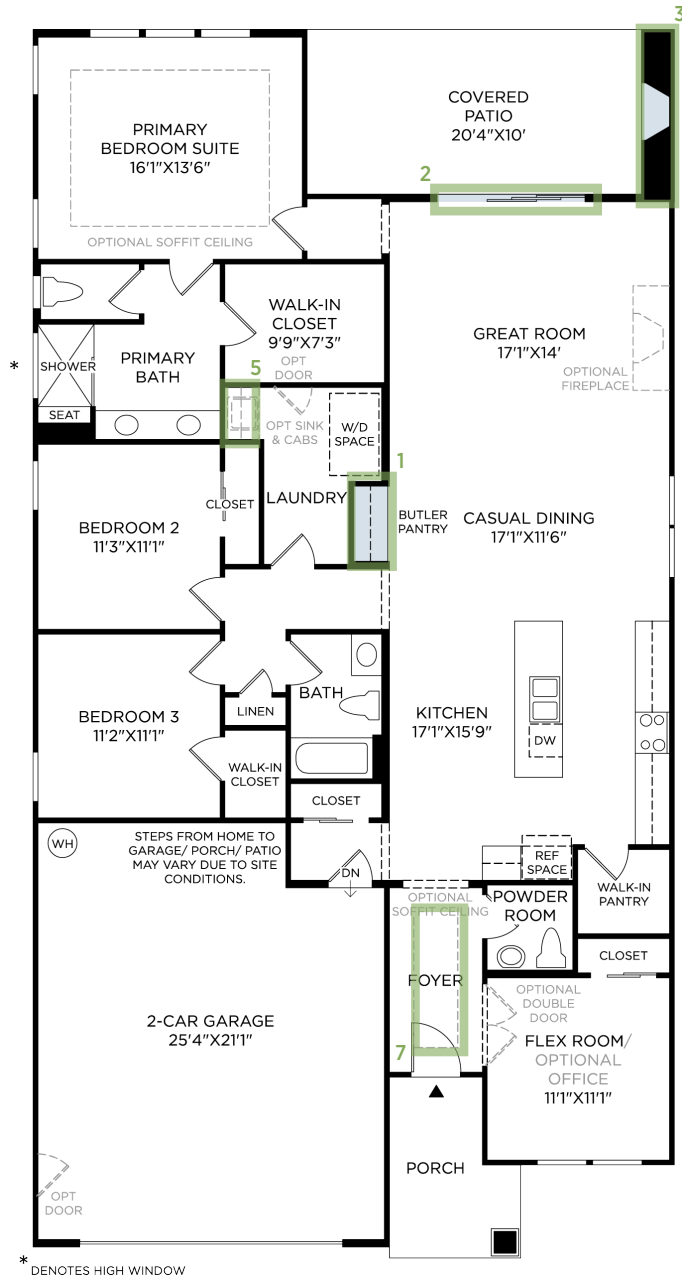 3
COVERED
PATIO
20'4"X10'
PRIMARY
BEDROOM SUITE
16'1"X13'6"
OPTIONAL SOFFIT CEILING
2
WALK-IN
CLOSET
9'9"X7'3"
OPT
DOOR
GREAT ROOM
17'1"X14'
OPTIONAL
FIREPLACE
*
SHOWER
SEAT
PRIMARY
BATH
5
OPT SINK
& CABS
W/D
SPACE
1
LAUNDRY
CLOSET
BUTLER
PANTRY
CASUAL DINING
17'1"X11'6"
BEDROOM 2
11'3"X11'1"
BATH
LINEN
BEDROOM 3
11'2"X11'1"
WALK-IN
CLOSET
KITCHEN
17'1"X15'9"
DW
CLOSET
WH
STEPS FROM HOME TO
GARAGE/ PORCH/ PATIO
MAY VARY DUE TO SITE
CONDITIONS.
DN
REF
SPACE
WALK-IN
PANTRY
OPTIONAL
SOFFIT CEILING
POWDER
ROOM
CLOSET
FOYER
7
OPTIONAL
DOUBLE
DOOR
FLEX ROOM/
OPTIONAL
OFFICE
11'1"X11'1"
2-CAR GARAGE
25'4"X21'1"
PORCH
OPT
DOOR
* DENOTES HIGH WINDOW